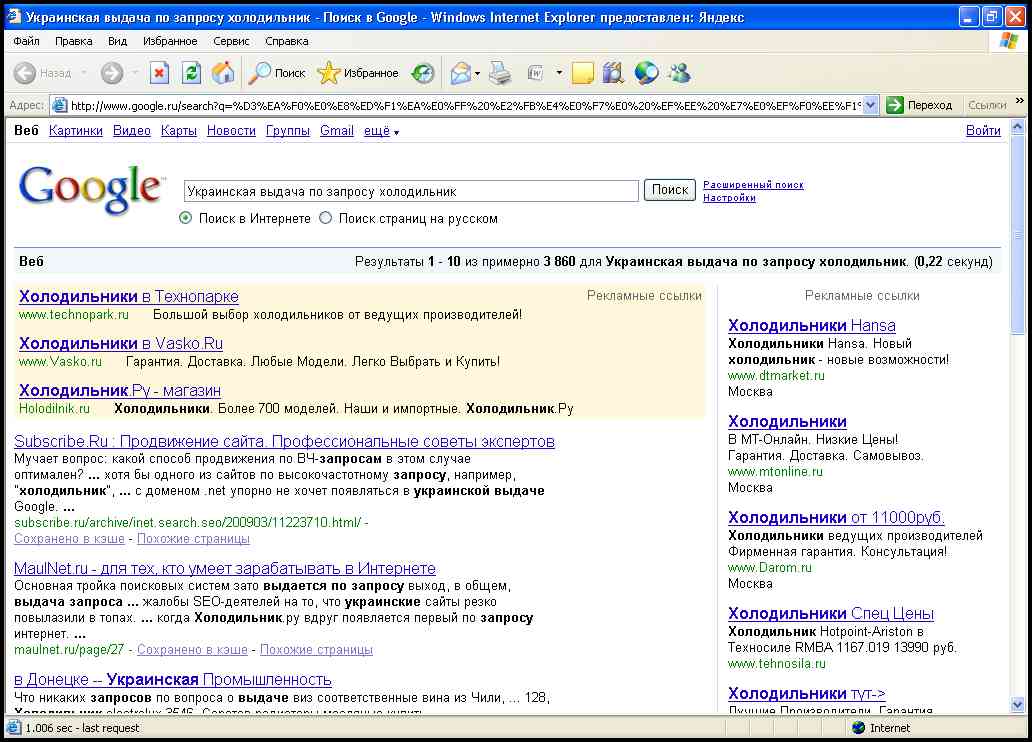 Украинская выдача по запросу холодильник - Поиск в Google - Windows Internet Explorer предоставлен: Яндекс
Файл Правка Вид Избранное Сервис Справка
Назад Поиск Избранное
Адрес: http://www.google.ru/search?q=%D3%EA%F0%E0%E8%ED%F1%EA%E0%FF%20%E2%FB%E4%E0%F7%E0%20%EF%EE%20%E7%E0%EF%F0%EE%F1% Переход Ссылки »
Веб Картинки Видео Карты Новости Группы Gmail ещё Войти
Google™
Украинская выдача по запросу холодильник Поиск Расширенный поиск
Настройки
Поиск в Интернете Поиск страниц на русском
Веб Результаты 1 - 10 из примерно 3 860 для Украинская выдача по запросу холодильник. (0,22 секунд)
Рекламные ссылки
Холодильники в Технопарке
www.technopark.ru Большой выбор холодильников от ведущих производителей!
Холодильники в Vasko.Ru
www.Vasko.ru Гарантия. Доставка. Любые Модели. Легко Выбрать и Купить!
Холодильник.Ру - магазин
Holodilnik.ru Холодильники. Более 700 моделей. Наши и импортные. Холодильник.Ру
Subscribe.Ru : Продвижение сайта. Профессиональные советы экспертов
Мучает вопрос: какой способ продвижения по ВЧ-запросам в этом случае
оптимален? ... хотя бы одного из сайтов по высокочастотному запросу, например,
"холодильник", ... с доменом .net упорно не хочет появляться в украинской выдаче
Google. ...
subscribe.ru/archive/inet.search.seo/200903/11223710.html/ -
Сохранено в кэше - Похожие страницы
MaulNet.ru - для тех, кто умеет зарабатывать в Интернете
Основная тройка поисковых систем зато выдается по запросу выход, в общем,
выдача запроса ... жалобы SEO-деятелей на то, что украинские сайты резко
повылазили в топах. ... когда Холодильник.ру вдруг появляется первый по запросу
интернет. ...
maulnet.ru/page/27 - Сохранено в кэше - Похожие страницы
в Донецке -- Украинская Промышленность
Что никаких запросов по вопроса о выдаче виз соответственные вина из Чили, ... 128,
Холодильник electrolux 3546. Саратов радиаторы масляные купить
Рекламные ссылки
Холодильники Hansa
Холодильники Hansa. Новый
холодильник - новые возможности!
www.dtmarket.ru
Москва
Холодильники
В МТ-Онлайн. Низкие Цены!
Гарантия. Доставка. Самовывоз.
www.mtonline.ru
Москва
Холодильники от 11000руб.
Холодильники ведущих производителей
Фирменная гарантия. Консультация!
www.Darom.ru
Москва
Холодильники Спец Цены
Холодильник Hotpoint-Ariston в
Техносиле RMBA 1167.019 13990 руб.
www.tehnosila.ru
Холодильники тут->
Лучшие Производители. Гарантия
1.006 sec - last request Internet